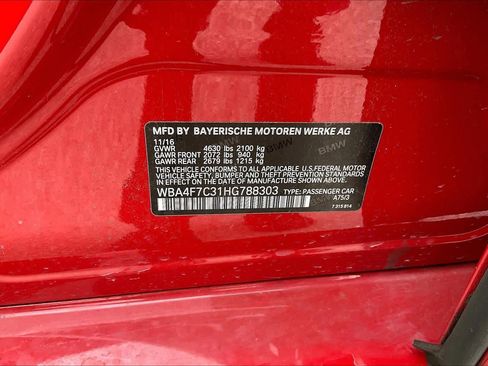 MFD BY BAYERISCHE MOTOREN WERKE AG
11/16
GVWR 4630 lbs 2100 kg
GAWR FRONT 2072 lbs 940 kg
GAWR REAR 2679 lbs 1215 kg
THIS VEHICLE CONFORMS TO ALL APPLICABLE U.S.FEDERAL MOTOR
VEHICLE SAFETY, BUMPER AND THEFT PREVENTION STANDARDS
IN EFFECT ON THE DATE OF MANUFACTURE SHOWN ABOVE.
WBA4F7C31HG788303 TYPE: PASSENGER CAR
A75/3
7 315 814
BMW
BMW
BMW